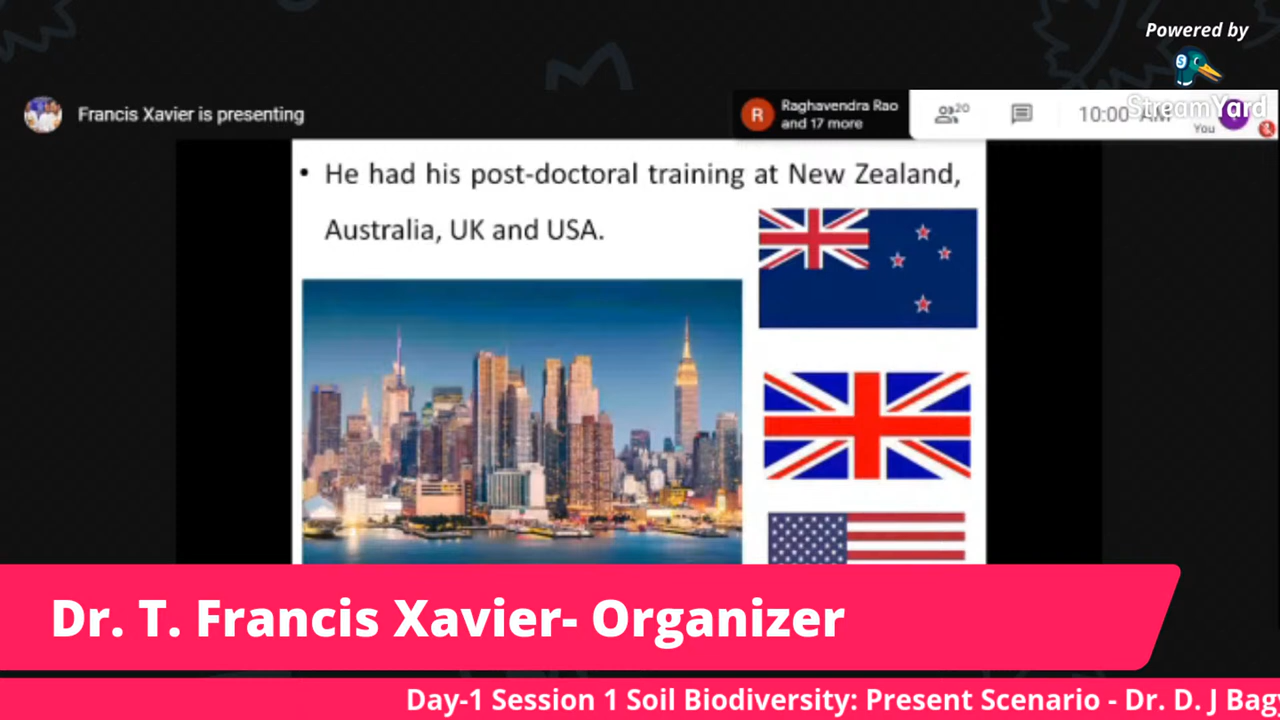 Powered by
StreamYard
Francis Xavier is presenting
R
Raghavendra Rao
and 17 more
20
10:00 AM
You
• He had his post-doctoral training at New Zealand,
Australia, UK and USA.
Dr. T. Francis Xavier- Organizer
Day-1 Session 1 Soil Biodiversity: Present Scenario - Dr. D. J Bag